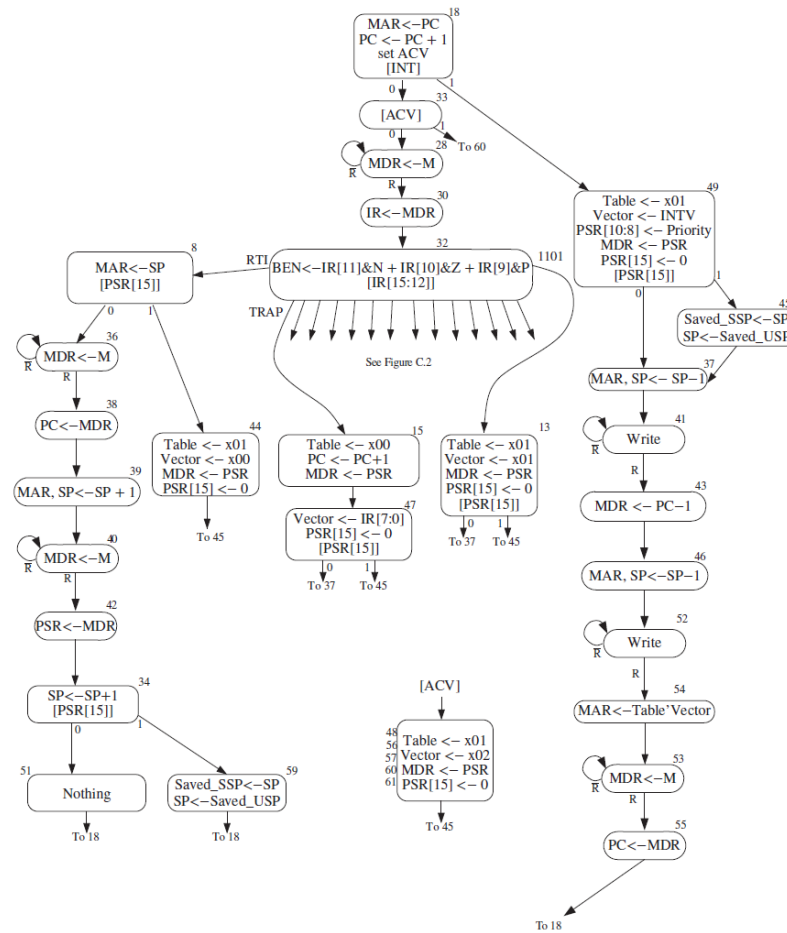 18
MAR<–PC
PC <– PC + 1
set ACV
[INT]
0
1
33
[ACV]
0
1
To 60
28
MDR<–M
R̅
R
30
IR<–MDR
49
Table <– x01
Vector <– INTV
PSR[10:8] <– Priority
MDR <– PSR
PSR[15] <– 0
[PSR[15]]
0
1
32
BEN<–IR[11]&N + IR[10]&Z + IR[9]&P
[IR[15:12]]
RTI
TRAP
1101
See Figure C.2
8
MAR<–SP
[PSR[15]]
0
1
36
MDR<–M
R̅
R
38
PC<–MDR
39
MAR, SP<–SP + 1
40
MDR<–M
R̅
R
42
PSR<–MDR
34
SP<–SP+1
[PSR[15]]
0
1
51
Nothing
To 18
59
Saved_SSP<–SP
SP<–Saved_USP
To 18
44
Table <– x01
Vector <– x00
MDR <– PSR
PSR[15] <– 0
To 45
15
Table <– x00
PC <– PC+1
MDR <– PSR
47
Vector <– IR[7:0]
PSR[15] <– 0
[PSR[15]]
0
1
To 37
To 45
13
Table <– x01
Vector <– x01
MDR <– PSR
PSR[15] <– 0
[PSR[15]]
0
1
To 37
To 45
[ACV]
48
56
57
60
61
Table <– x01
Vector <– x02
MDR <– PSR
PSR[15] <– 0
To 45
Saved_SSP<–SP
SP<–Saved_USP
37
MAR, SP<–SP–1
41
Write
R̅
R
43
MDR <– PC–1
46
MAR, SP<–SP–1
52
Write
R̅
R
54
MAR<–Table'Vector
53
MDR<–M
R̅
R
55
PC<–MDR
To 18